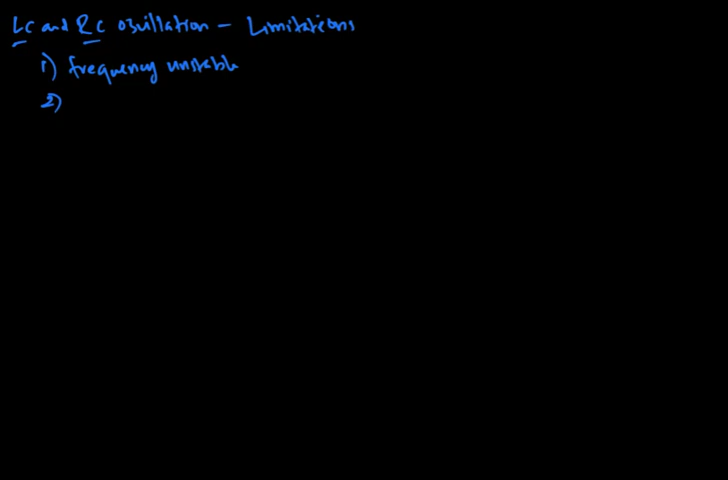 LC and RC oscillation - Limitations
1) frequency unstable
2)